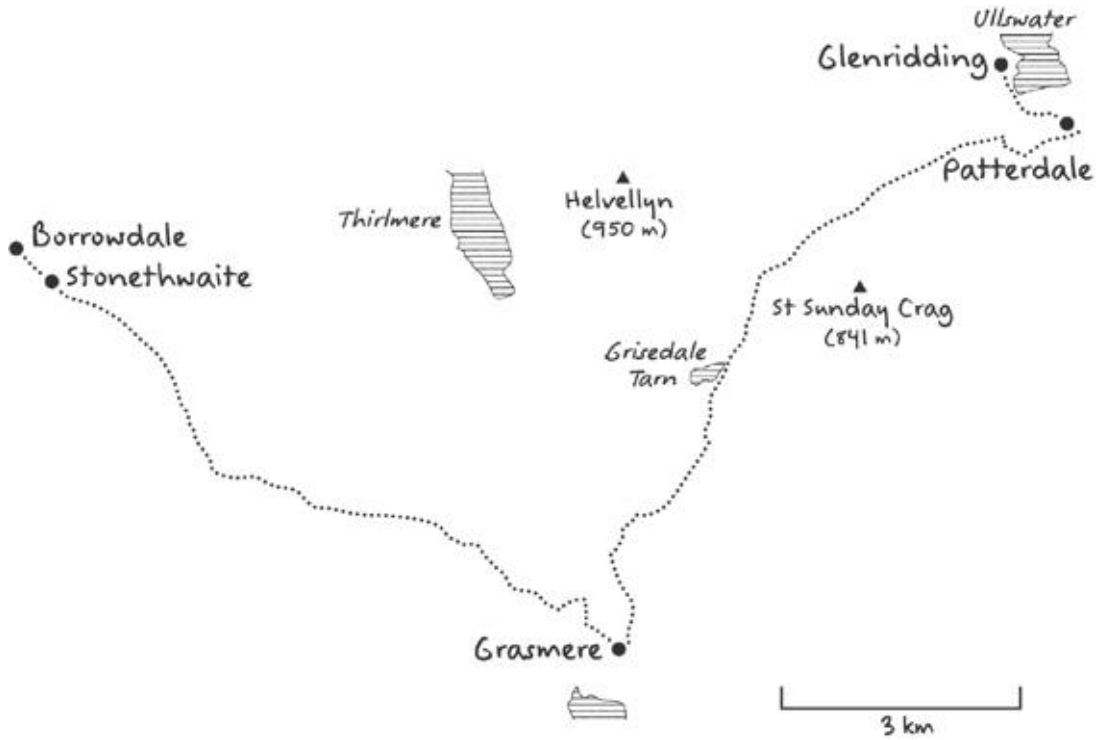 Ullswater
Glenridding
Patterdale
Helvellyn
(950 m)
Thirlmere
Borrowdale
Stonethwaite
St Sunday Crag
(841 m)
Grisedale
Tarn
Grasmere
3 km